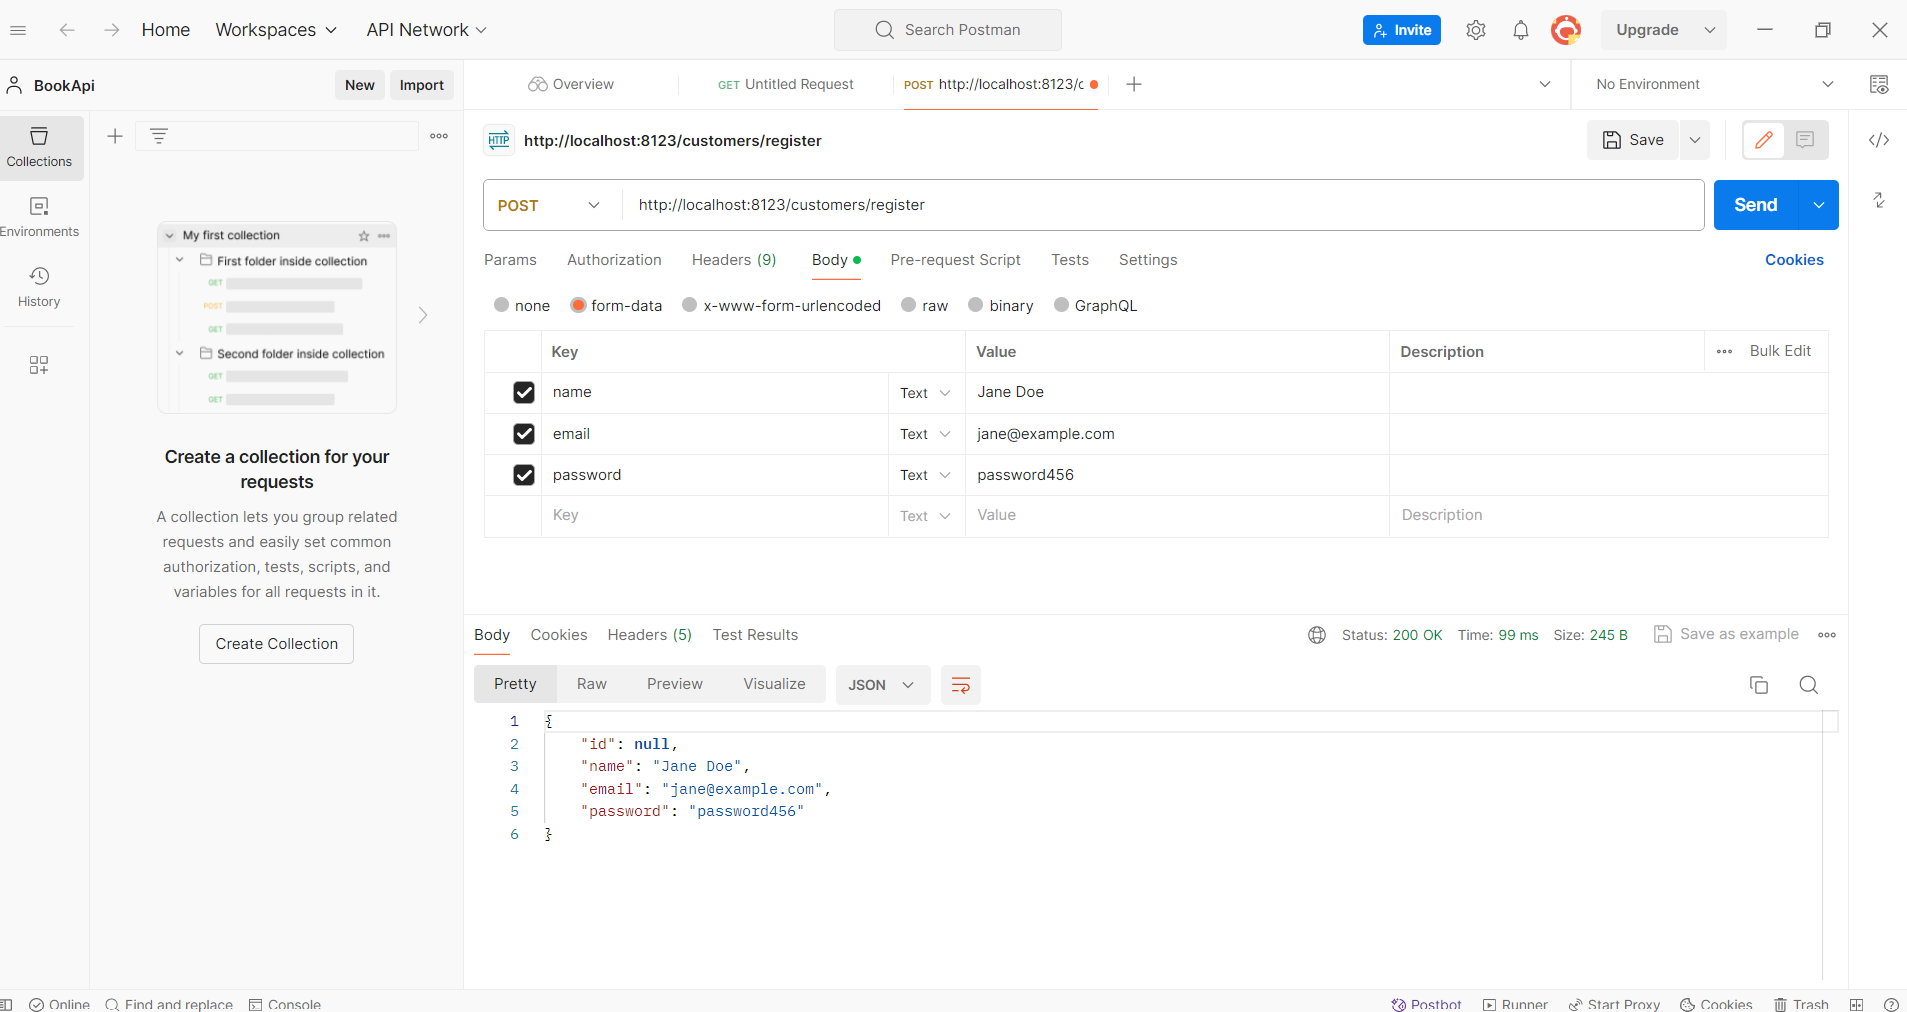 Home Workspaces API Network Search Postman Invite Upgrade
BookApi New Import Overview GET Untitled Request POST http://localhost:8123/c No Environment
Collections
Environments
History
My first collection
First folder inside collection
GET
POST
GET
Second folder inside collection
GET
GET
Create a collection for your
requests
A collection lets you group related
requests and easily set common
authorization, tests, scripts, and
variables for all requests in it.
Create Collection
HTTP http://localhost:8123/customers/register Save
POST http://localhost:8123/customers/register Send
Params Authorization Headers (9) Body Pre-request Script Tests Settings Cookies
none form-data x-www-form-urlencoded raw binary GraphQL
Key Value Description Bulk Edit
name Text Jane Doe
email Text jane@example.com
password Text password456
Key Text Value Description
Body Cookies Headers (5) Test Results Status: 200 OK Time: 99 ms Size: 245 B Save as example
Pretty Raw Preview Visualize JSON
1 {
2 "id": null,
3 "name": "Jane Doe",
4 "email": "jane@example.com",
5 "password": "password456"
6 }
Online Find and replace Console Postbot Runner Start Proxy Cookies Trash